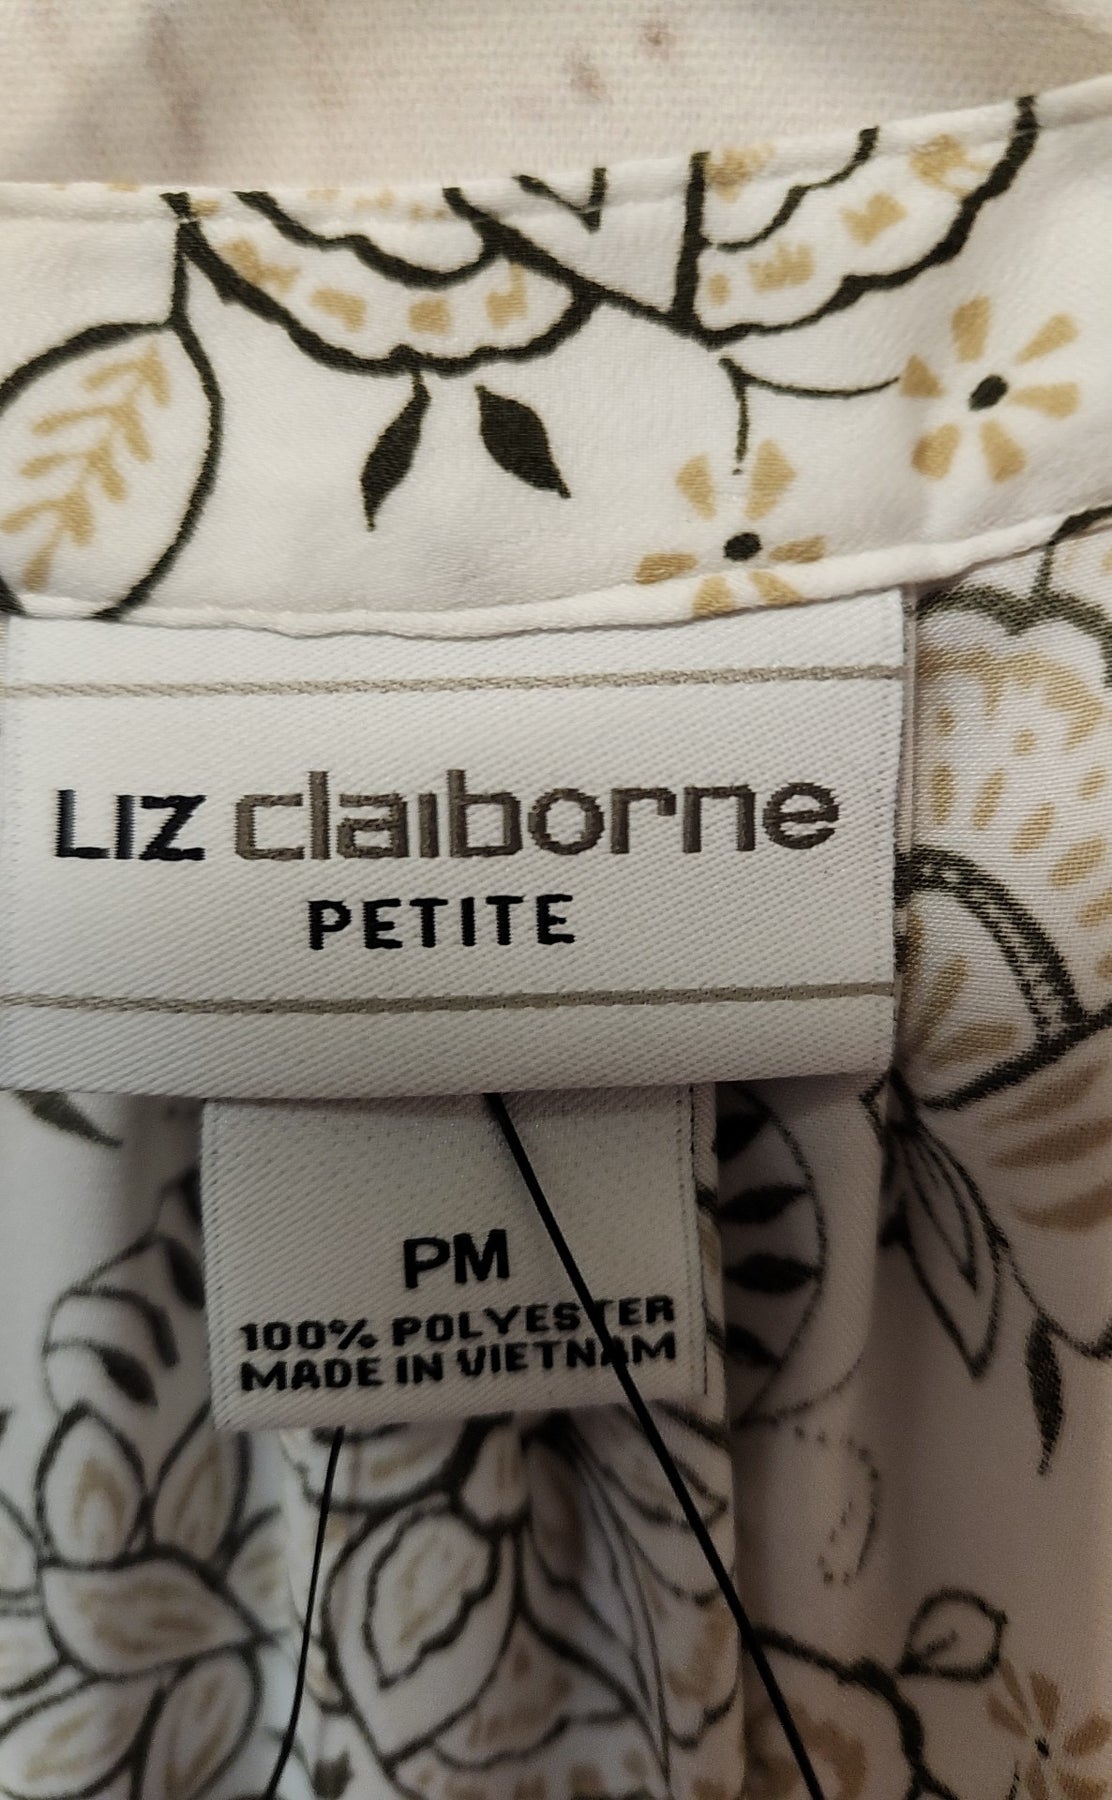 LIZ claiborne
PETITE
PM
100% POLYESTER
MADE IN VIETNAM